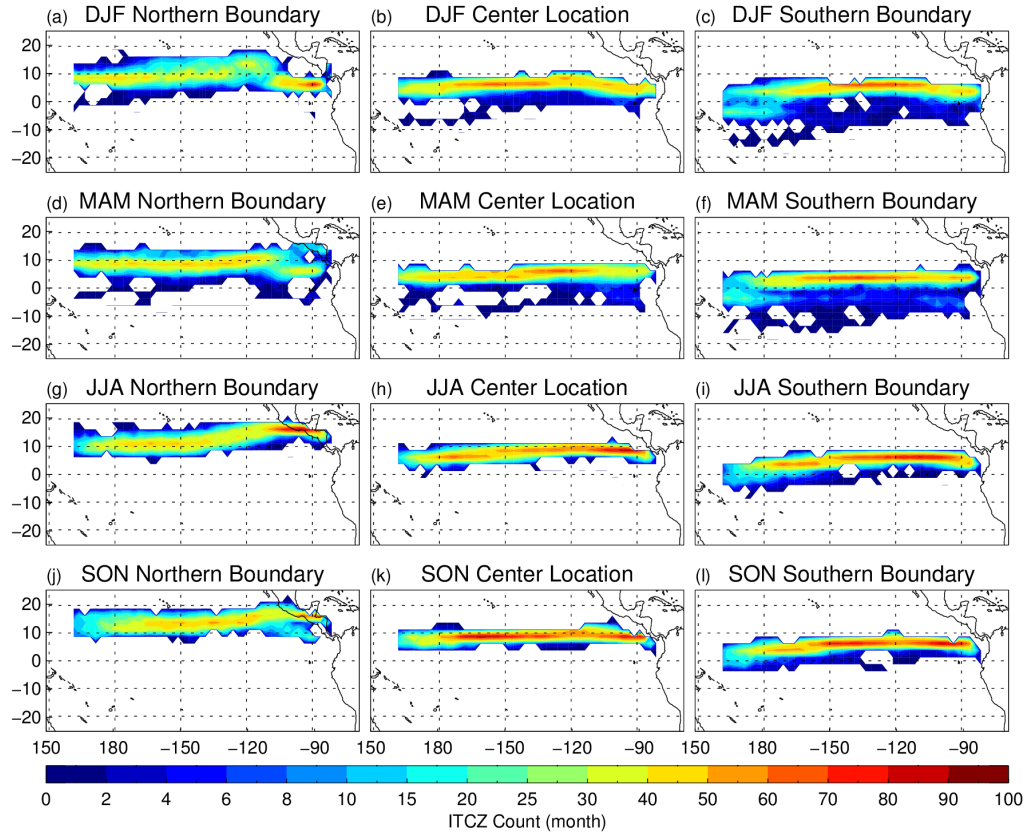 (a) DJF Northern Boundary
(b) DJF Center Location
(c) DJF Southern Boundary
20
10
0
−10
−20
(d) MAM Northern Boundary
(e) MAM Center Location
(f) MAM Southern Boundary
20
10
0
−10
−20
(g) JJA Northern Boundary
(h) JJA Center Location
(i) JJA Southern Boundary
20
10
0
−10
−20
(j) SON Northern Boundary
(k) SON Center Location
(l) SON Southern Boundary
20
10
0
−10
−20
150 180 −150 −120 −90
150 180 −150 −120 −90
150 180 −150 −120 −90
0 2 4 6 8 10 15 20 25 30 35 40 50 60 70 80 90 100
ITCZ Count (month)